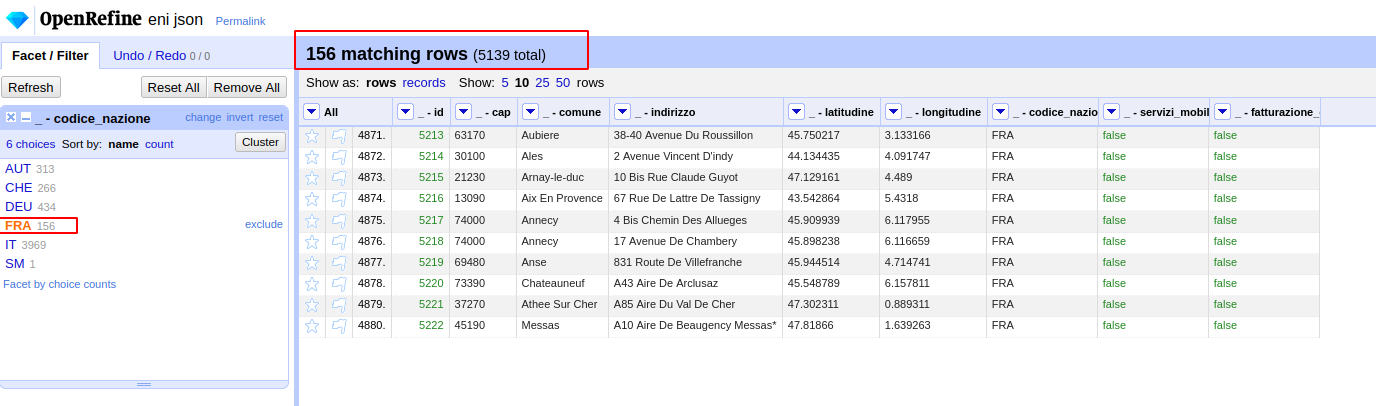 OpenRefine eni json Permalink
Facet / Filter Undo / Redo 0 / 0
156 matching rows (5139 total)
Refresh Reset All Remove All
Show as: rows records Show: 5 10 25 50 rows
_ - codice_nazione change invert reset
6 choices Sort by: name count Cluster
AUT 313
CHE 266
DEU 434
FRA 156 exclude
IT 3969
SM 1
Facet by choice counts
All _ - id _ - cap _ - comune _ - indirizzo _ - latitudine _ - longitudine _ - codice_nazio _ - servizi_mobil _ - fatturazione_
4871. 5213 63170 Aubiere 38-40 Avenue Du Roussillon 45.750217 3.133166 FRA false false
4872. 5214 30100 Ales 2 Avenue Vincent D'indy 44.134435 4.091747 FRA false false
4873. 5215 21230 Arnay-le-duc 10 Bis Rue Claude Guyot 47.129161 4.489 FRA false false
4874. 5216 13090 Aix En Provence 67 Rue De Lattre De Tassigny 43.542864 5.4318 FRA false false
4875. 5217 74000 Annecy 4 Bis Chemin Des Allueges 45.909939 6.117955 FRA false false
4876. 5218 74000 Annecy 17 Avenue De Chambery 45.898238 6.116659 FRA false false
4877. 5219 69480 Anse 831 Route De Villefranche 45.944514 4.714741 FRA false false
4878. 5220 73390 Chateauneuf A43 Aire De Arclusaz 45.548789 6.157811 FRA false false
4879. 5221 37270 Athee Sur Cher A85 Aire Du Val De Cher 47.302311 0.889311 FRA false false
4880. 5222 45190 Messas A10 Aire De Beaugency Messas* 47.81866 1.639263 FRA false false